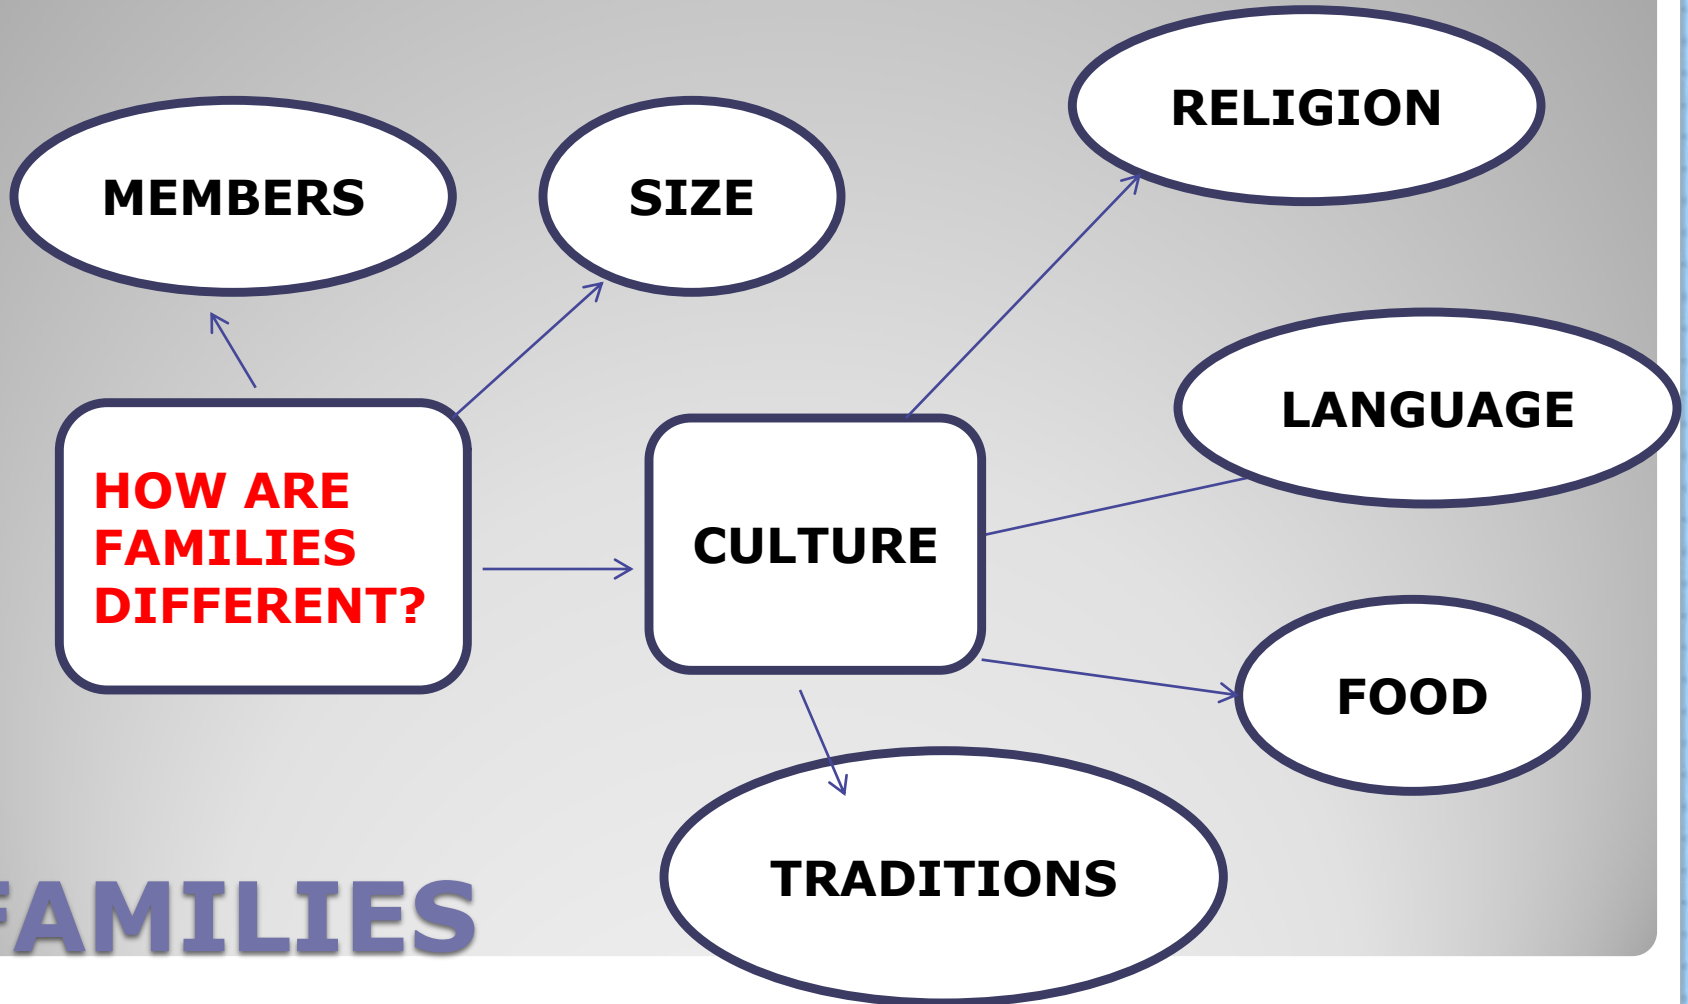 RELIGION
MEMBERS
SIZE
LANGUAGE
HOW ARE
FAMILIES
DIFFERENT?
CULTURE
FOOD
TRADITIONS
FAMILIES